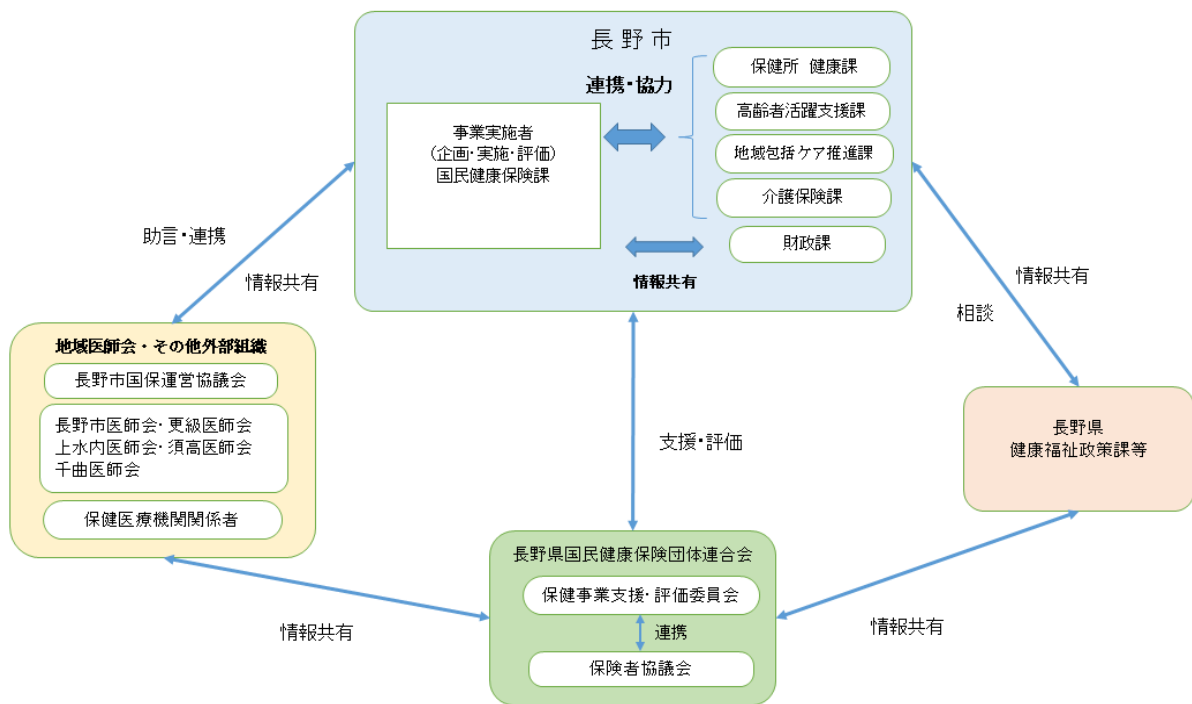 長野市
連携・協力
事業実施者
(企画・実施・評価)
国民健康保険課
保健所 健康課
高齢者活躍支援課
地域包括ケア推進課
介護保険課
財政課
情報共有
助言・連携
情報共有
情報共有
相談
地域医師会・その他外部組織
長野市国保運営協議会
長野市医師会・更級医師会
上水内医師会・須高医師会
千曲医師会
保健医療機関関係者
支援・評価
長野県
健康福祉政策課等
長野県国民健康保険団体連合会
保健事業支援・評価委員会
連携
保険者協議会
情報共有
情報共有